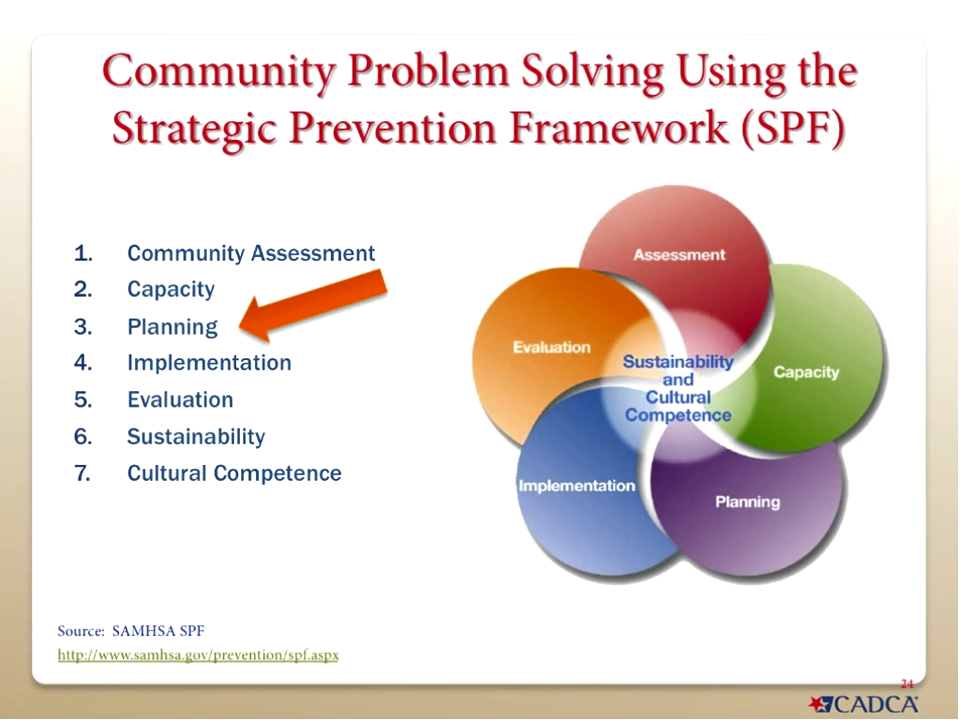 Community Problem Solving Using the
Strategic Prevention Framework (SPF)
1. Community Assessment
2. Capacity
3. Planning
4. Implementation
5. Evaluation
6. Sustainability
7. Cultural Competence
Assessment
Evaluation
Capacity
Sustainability
and
Cultural
Competence
Implementation
Planning
Source: SAMHSA SPF
http://www.samhsa.gov/prevention/spf.aspx
24
CADCA®